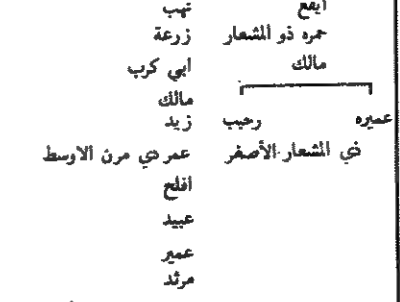 ايفع نهب
حمره ذو المشعار زرعة
مالك ابي كرب
مالك
عميره رحيب زيد
ذي المشعار الأصغر عمر ذي مرن الاوسط
افلح
عبيد
عمير
مرثد